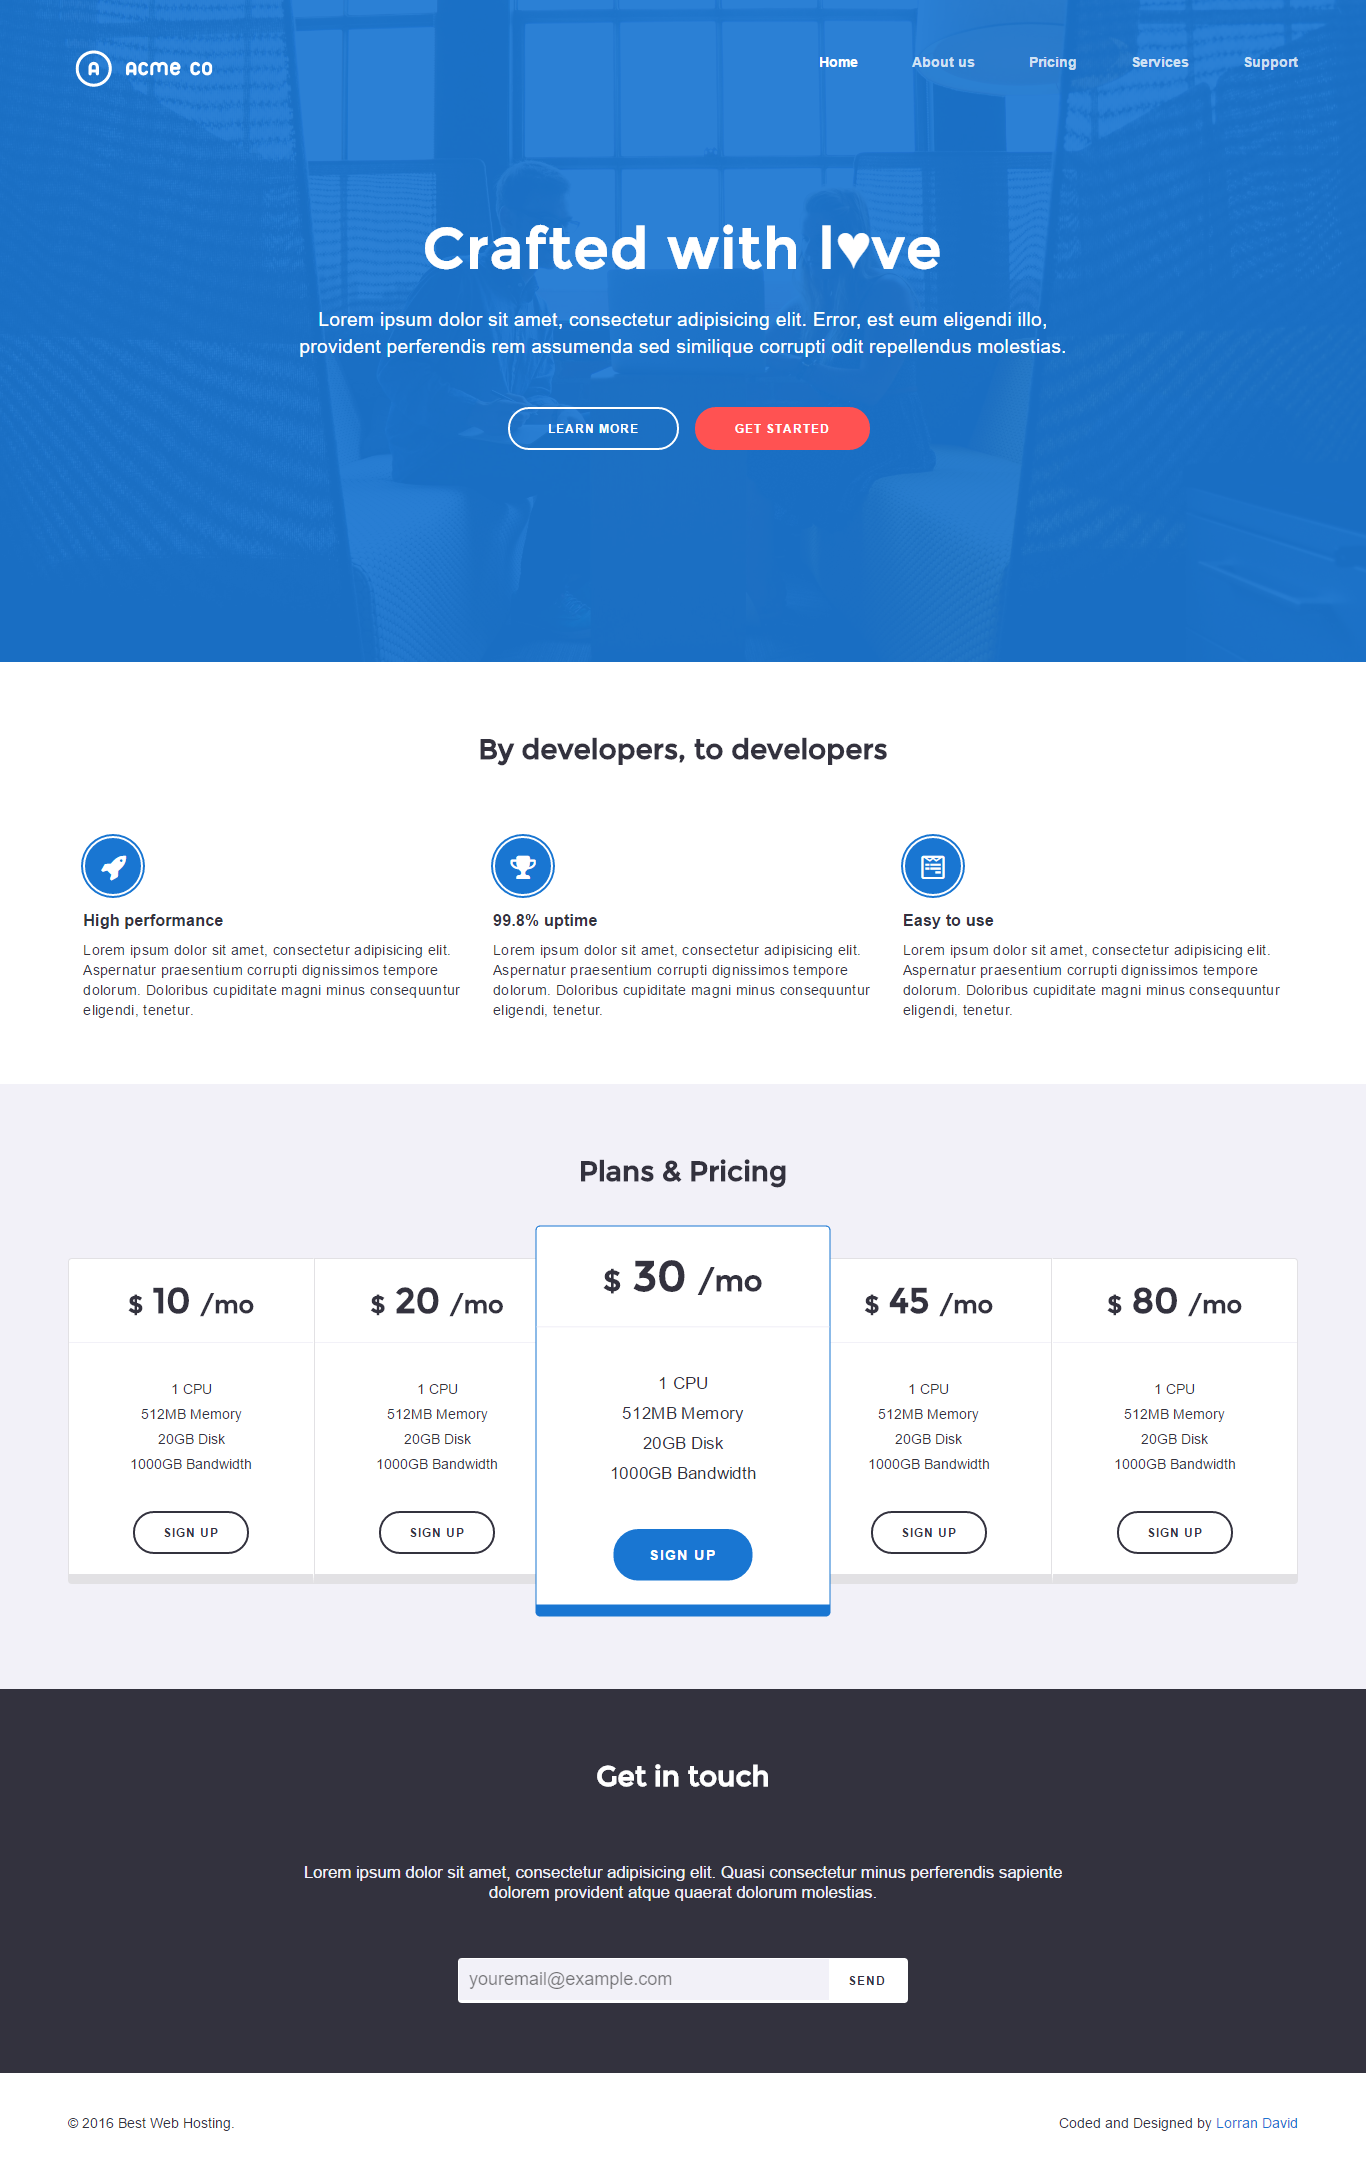 A ACME CO
Home About us Pricing Services Support
Crafted with l♥ve
Lorem ipsum dolor sit amet, consectetur adipisicing elit. Error, est eum eligendi illo,
provident perferendis rem assumenda sed similique corrupti odit repellendus molestias.
LEARN MORE GET STARTED
By developers, to developers
High performance
Lorem ipsum dolor sit amet, consectetur adipisicing elit.
Aspernatur praesentium corrupti dignissimos tempore
dolorum. Doloribus cupiditate magni minus consequuntur
eligendi, tenetur.
99.8% uptime
Lorem ipsum dolor sit amet, consectetur adipisicing elit.
Aspernatur praesentium corrupti dignissimos tempore
dolorum. Doloribus cupiditate magni minus consequuntur
eligendi, tenetur.
Easy to use
Lorem ipsum dolor sit amet, consectetur adipisicing elit.
Aspernatur praesentium corrupti dignissimos tempore
dolorum. Doloribus cupiditate magni minus consequuntur
eligendi, tenetur.
Plans & Pricing
$ 10 /mo
1 CPU
512MB Memory
20GB Disk
1000GB Bandwidth
SIGN UP
$ 20 /mo
1 CPU
512MB Memory
20GB Disk
1000GB Bandwidth
SIGN UP
$ 30 /mo
1 CPU
512MB Memory
20GB Disk
1000GB Bandwidth
SIGN UP
$ 45 /mo
1 CPU
512MB Memory
20GB Disk
1000GB Bandwidth
SIGN UP
$ 80 /mo
1 CPU
512MB Memory
20GB Disk
1000GB Bandwidth
SIGN UP
Get in touch
Lorem ipsum dolor sit amet, consectetur adipisicing elit. Quasi consectetur minus perferendis sapiente
dolorem provident atque quaerat dolorum molestias.
youremail@example.com SEND
© 2016 Best Web Hosting. Coded and Designed by Lorran David